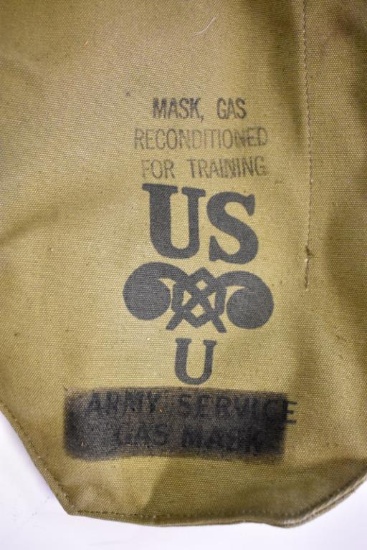 MASK, GAS
RECONDITIONED
FOR TRAINING
US
U
ARMY SERVICE
GAS MASK